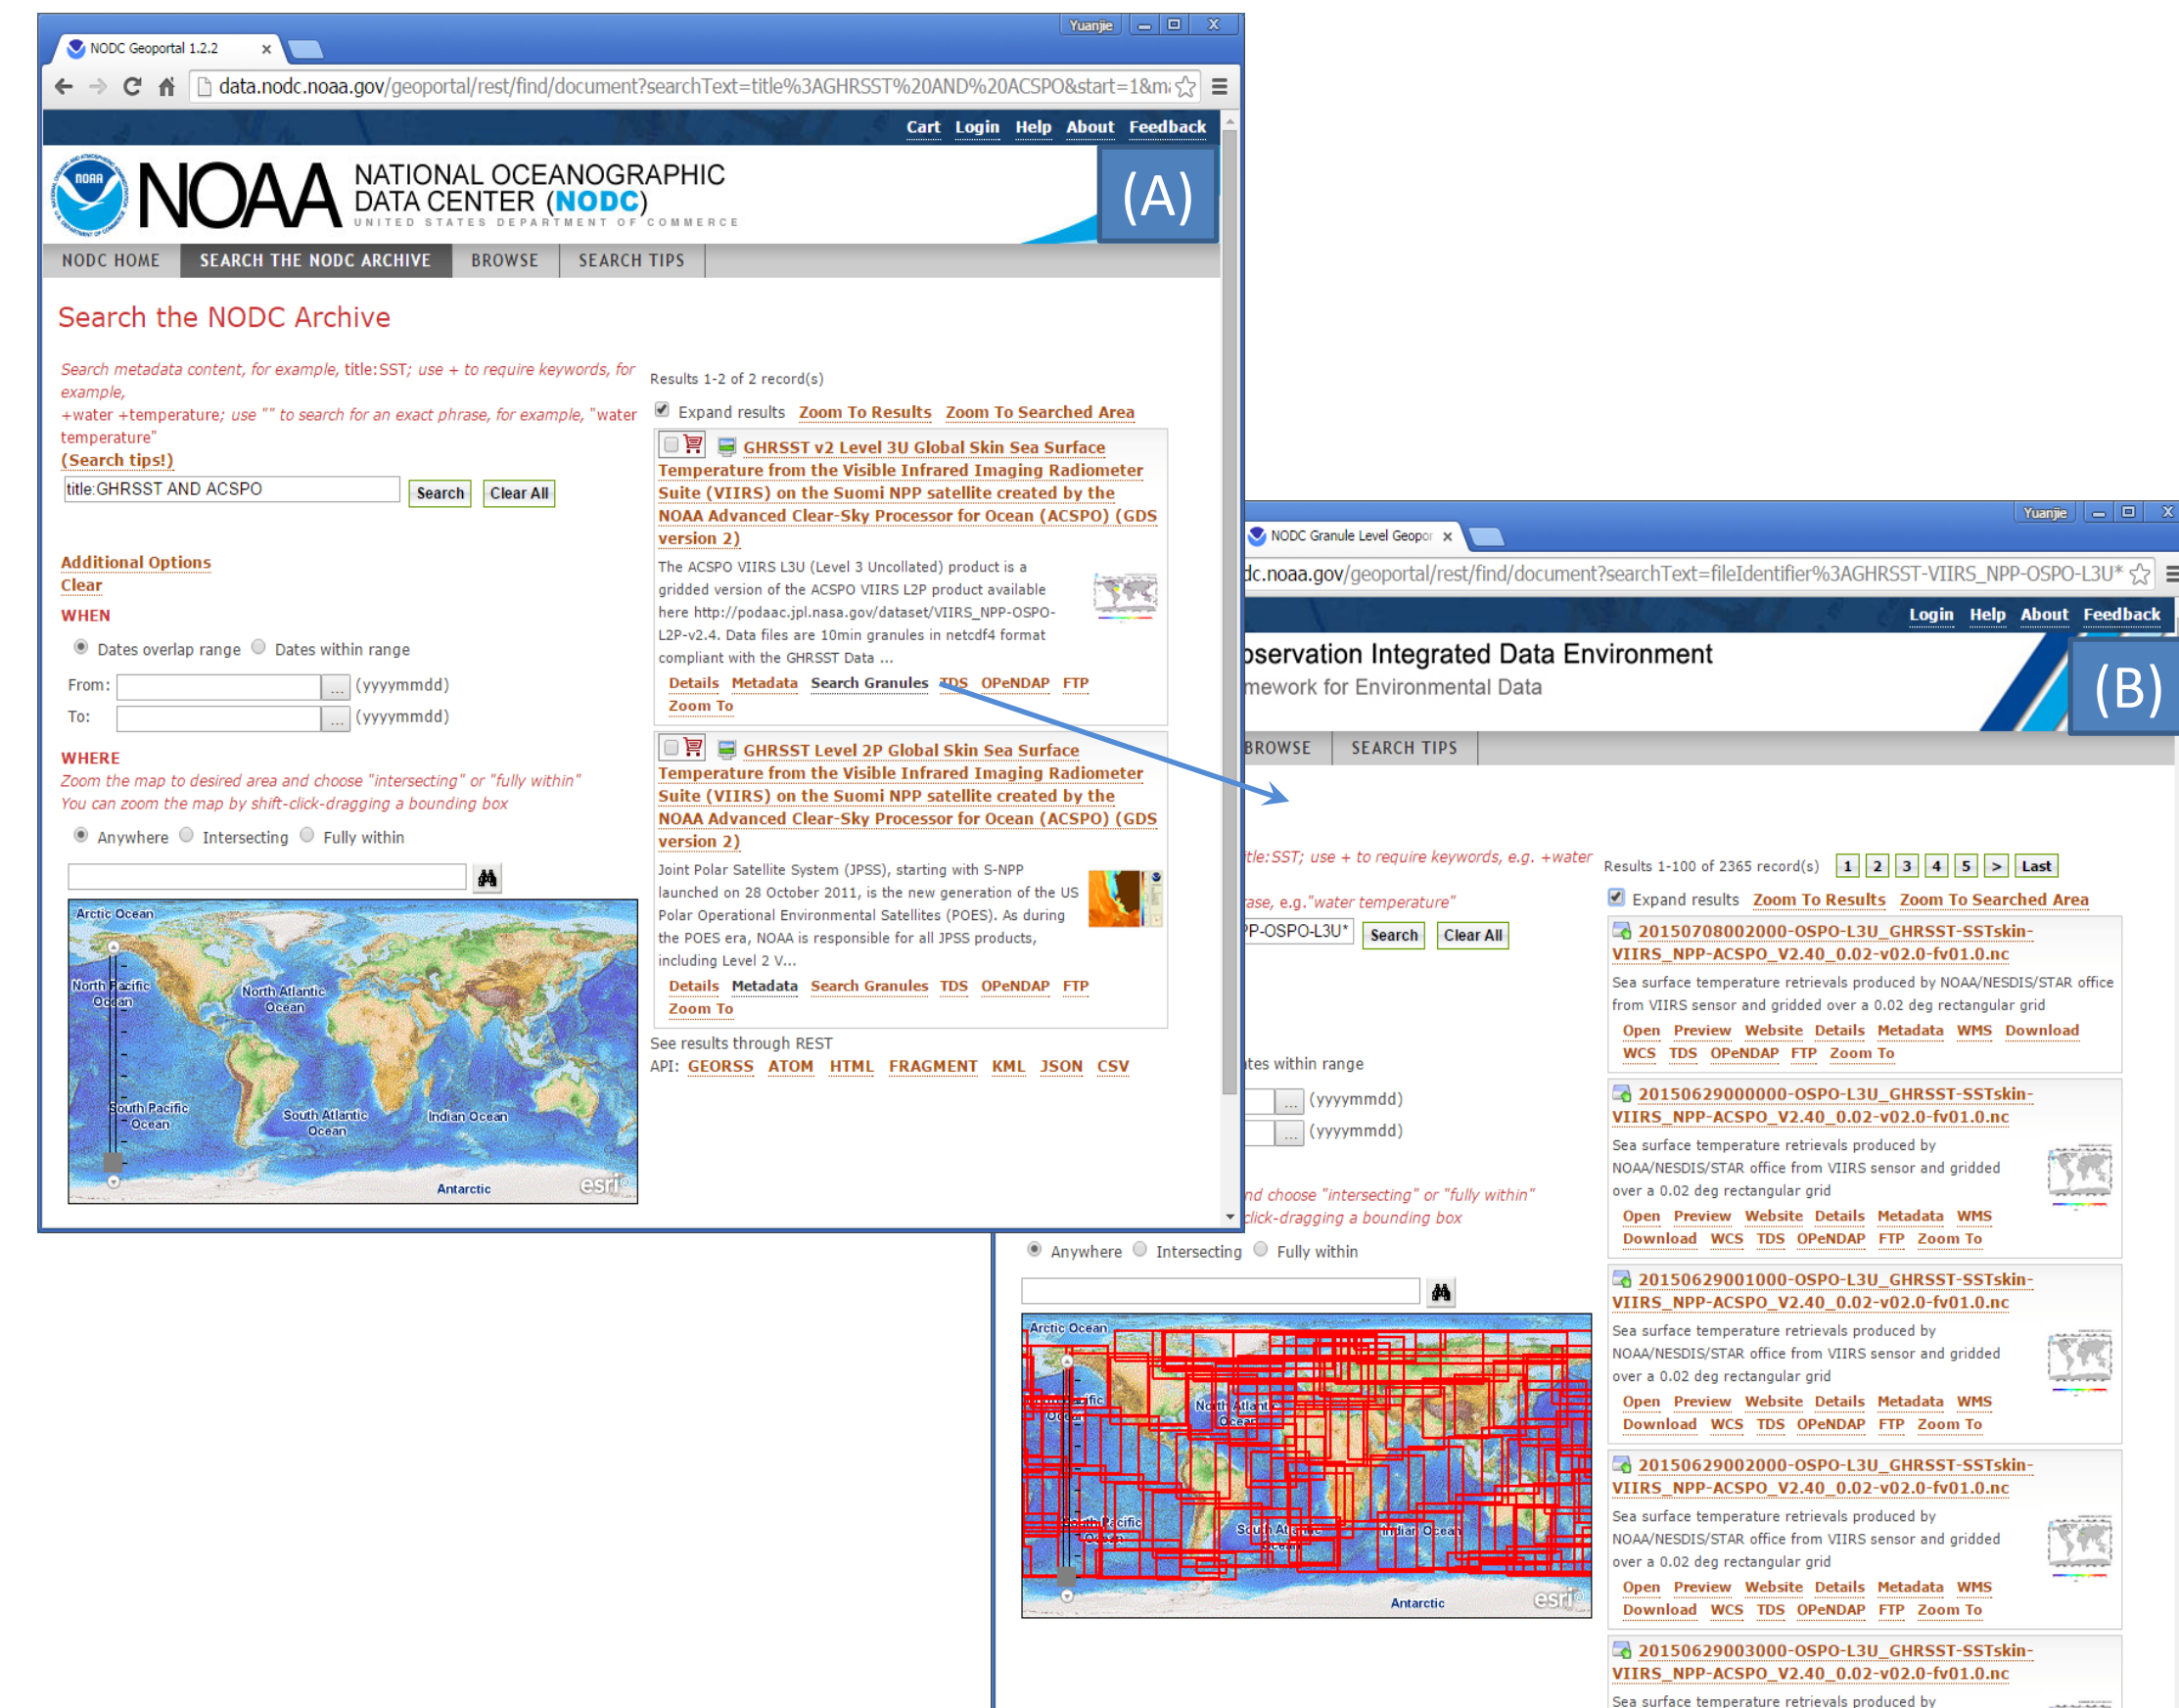 Yuanjie
NODC Geoportal 1.2.2
data.nodc.noaa.gov/geoportal/rest/find/document?searchText=title%3AGHRSST%20AND%20ACSPO&start=1&m
Cart Login Help About Feedback
NOAA
NOAA NATIONAL OCEANOGRAPHIC
DATA CENTER (NODC)
UNITED STATES DEPARTMENT OF COMMERCE
(A)
NODC HOME SEARCH THE NODC ARCHIVE BROWSE SEARCH TIPS
Search the NODC Archive
Search metadata content, for example, title:SST; use + to require keywords, for
example,
+water +temperature; use "" to search for an exact phrase, for example, "water
temperature"
(Search tips!)
title:GHRSST AND ACSPO Search Clear All
Additional Options
Clear
WHEN
Dates overlap range Dates within range
From: ... (yyyymmdd)
To: ... (yyyymmdd)
WHERE
Zoom the map to desired area and choose "intersecting" or "fully within"
You can zoom the map by shift-click-dragging a bounding box
Anywhere Intersecting Fully within
Arctic Ocean
North Pacific
Ocean
North Atlantic
Ocean
South Pacific
Ocean
South Atlantic
Ocean
Indian Ocean
Antarctic
esri
Results 1-2 of 2 record(s)
Expand results Zoom To Results Zoom To Searched Area
GHRSST v2 Level 3U Global Skin Sea Surface
Temperature from the Visible Infrared Imaging Radiometer
Suite (VIIRS) on the Suomi NPP satellite created by the
NOAA Advanced Clear-Sky Processor for Ocean (ACSPO) (GDS
version 2)
The ACSPO VIIRS L3U (Level 3 Uncollated) product is a
gridded version of the ACSPO VIIRS L2P product available
here http://podaac.jpl.nasa.gov/dataset/VIIRS_NPP-OSPO-
L2P-v2.4. Data files are 10min granules in netcdf4 format
compliant with the GHRSST Data ...
Details Metadata Search Granules TDS OPeNDAP FTP
Zoom To
GHRSST Level 2P Global Skin Sea Surface
Temperature from the Visible Infrared Imaging Radiometer
Suite (VIIRS) on the Suomi NPP satellite created by the
NOAA Advanced Clear-Sky Processor for Ocean (ACSPO) (GDS
version 2)
Joint Polar Satellite System (JPSS), starting with S-NPP
launched on 28 October 2011, is the new generation of the US
Polar Operational Environmental Satellites (POES). As during
the POES era, NOAA is responsible for all JPSS products,
including Level 2 V...
Details Metadata Search Granules TDS OPeNDAP FTP
Zoom To
See results through REST
API: GEORSS ATOM HTML FRAGMENT KML JSON CSV
Yuanjie
NODC Granule Level Geopor
dc.noaa.gov/geoportal/rest/find/document?searchText=fileIdentifier%3AGHRSST-VIIRS_NPP-OSPO-L3U*
Login Help About Feedback
servation Integrated Data Environment
mework for Environmental Data
(B)
BROWSE SEARCH TIPS
tle:SST; use + to require keywords, e.g. +water
ase, e.g."water temperature"
PP-OSPO-L3U* Search Clear All
tes within range
... (yyyymmdd)
... (yyyymmdd)
nd choose "intersecting" or "fully within"
click-dragging a bounding box
Anywhere Intersecting Fully within
Arctic Ocean
North Atlantic
Ocean
South Pacific
Ocean
South Atlantic
Ocean
Indian Ocean
Antarctic
esri
Results 1-100 of 2365 record(s) 1 2 3 4 5 > Last
Expand results Zoom To Results Zoom To Searched Area
20150708002000-OSPO-L3U_GHRSST-SSTskin-
VIIRS_NPP-ACSPO_V2.40_0.02-v02.0-fv01.0.nc
Sea surface temperature retrievals produced by NOAA/NESDIS/STAR office
from VIIRS sensor and gridded over a 0.02 deg rectangular grid
Open Preview Website Details Metadata WMS Download
WCS TDS OPeNDAP FTP Zoom To
20150629000000-OSPO-L3U_GHRSST-SSTskin-
VIIRS_NPP-ACSPO_V2.40_0.02-v02.0-fv01.0.nc
Sea surface temperature retrievals produced by
NOAA/NESDIS/STAR office from VIIRS sensor and gridded
over a 0.02 deg rectangular grid
Open Preview Website Details Metadata WMS
Download WCS TDS OPeNDAP FTP Zoom To
20150629001000-OSPO-L3U_GHRSST-SSTskin-
VIIRS_NPP-ACSPO_V2.40_0.02-v02.0-fv01.0.nc
Sea surface temperature retrievals produced by
NOAA/NESDIS/STAR office from VIIRS sensor and gridded
over a 0.02 deg rectangular grid
Open Preview Website Details Metadata WMS
Download WCS TDS OPeNDAP FTP Zoom To
20150629002000-OSPO-L3U_GHRSST-SSTskin-
VIIRS_NPP-ACSPO_V2.40_0.02-v02.0-fv01.0.nc
Sea surface temperature retrievals produced by
NOAA/NESDIS/STAR office from VIIRS sensor and gridded
over a 0.02 deg rectangular grid
Open Preview Website Details Metadata WMS
Download WCS TDS OPeNDAP FTP Zoom To
20150629003000-OSPO-L3U_GHRSST-SSTskin-
VIIRS_NPP-ACSPO_V2.40_0.02-v02.0-fv01.0.nc
Sea surface temperature retrievals produced by